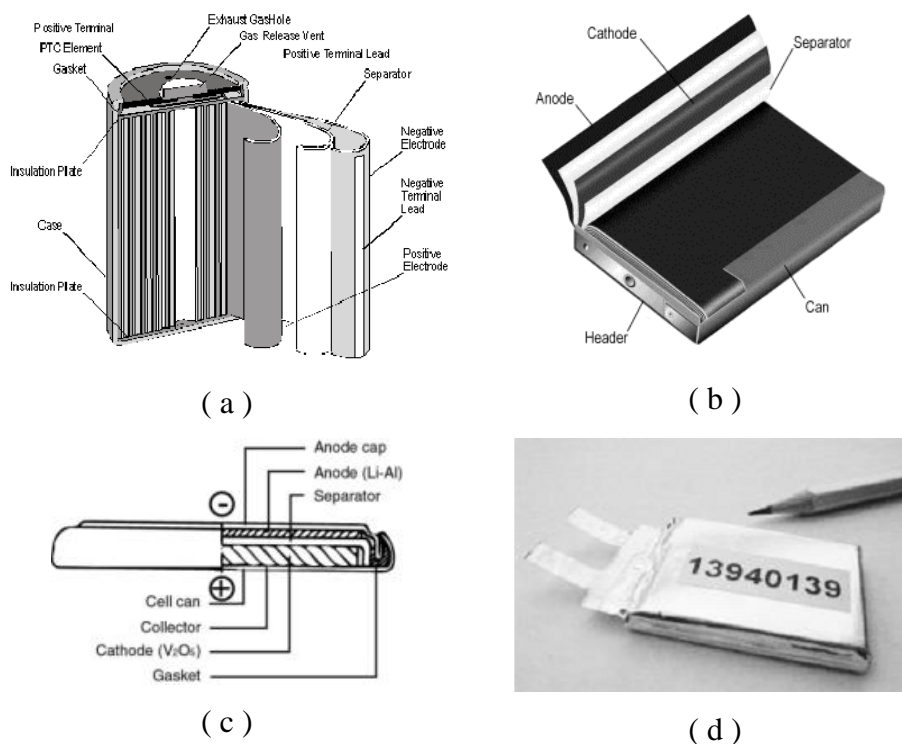 Exhaust GasHole
Positive Terminal
Gas Release Vent
PTC Element
Positive Terminal Lead
Gasket
Separator
Negative
Electrode
Insulation Plate
Negative
Terminal
Lead
Case
Positive
Electrode
Insulation Plate
( a )
Cathode
Separator
Anode
Can
Header
( b )
Anode cap
Anode (Li-Al)
Separator
Cell can
Collector
Cathode (V₂O₅)
Gasket
( c )
13940139
( d )